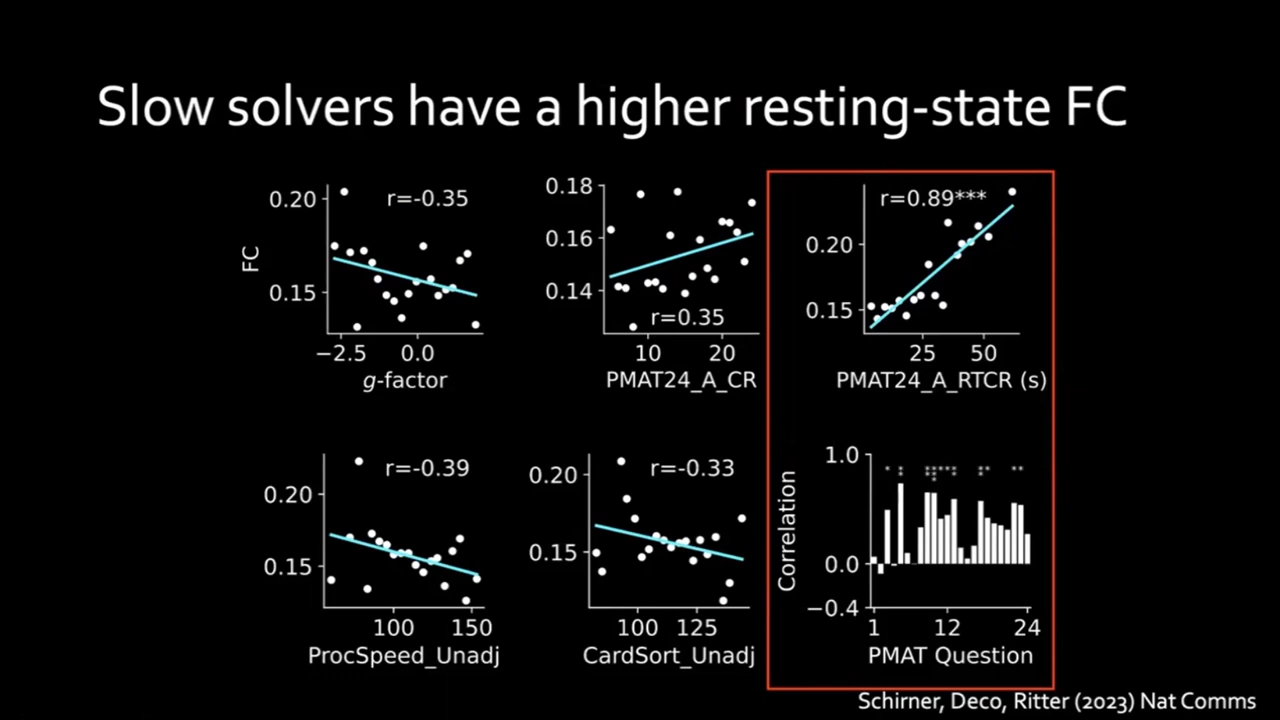 Slow solvers have a higher resting-state FC
0.20
0.15
FC
r=-0.35
−2.5 0.0
g-factor
0.18
0.16
0.14
r=0.35
10 20
PMAT24_A_CR
0.20
0.15
r=0.89***
25 50
PMAT24_A_RTCR (s)
0.20
0.15
r=-0.39
100 150
ProcSpeed_Unadj
0.20
0.15
r=-0.33
100 125
CardSort_Unadj
Correlation
1.0
0.0
−0.4
1 12 24
PMAT Question
Schirner, Deco, Ritter (2023) Nat Comms